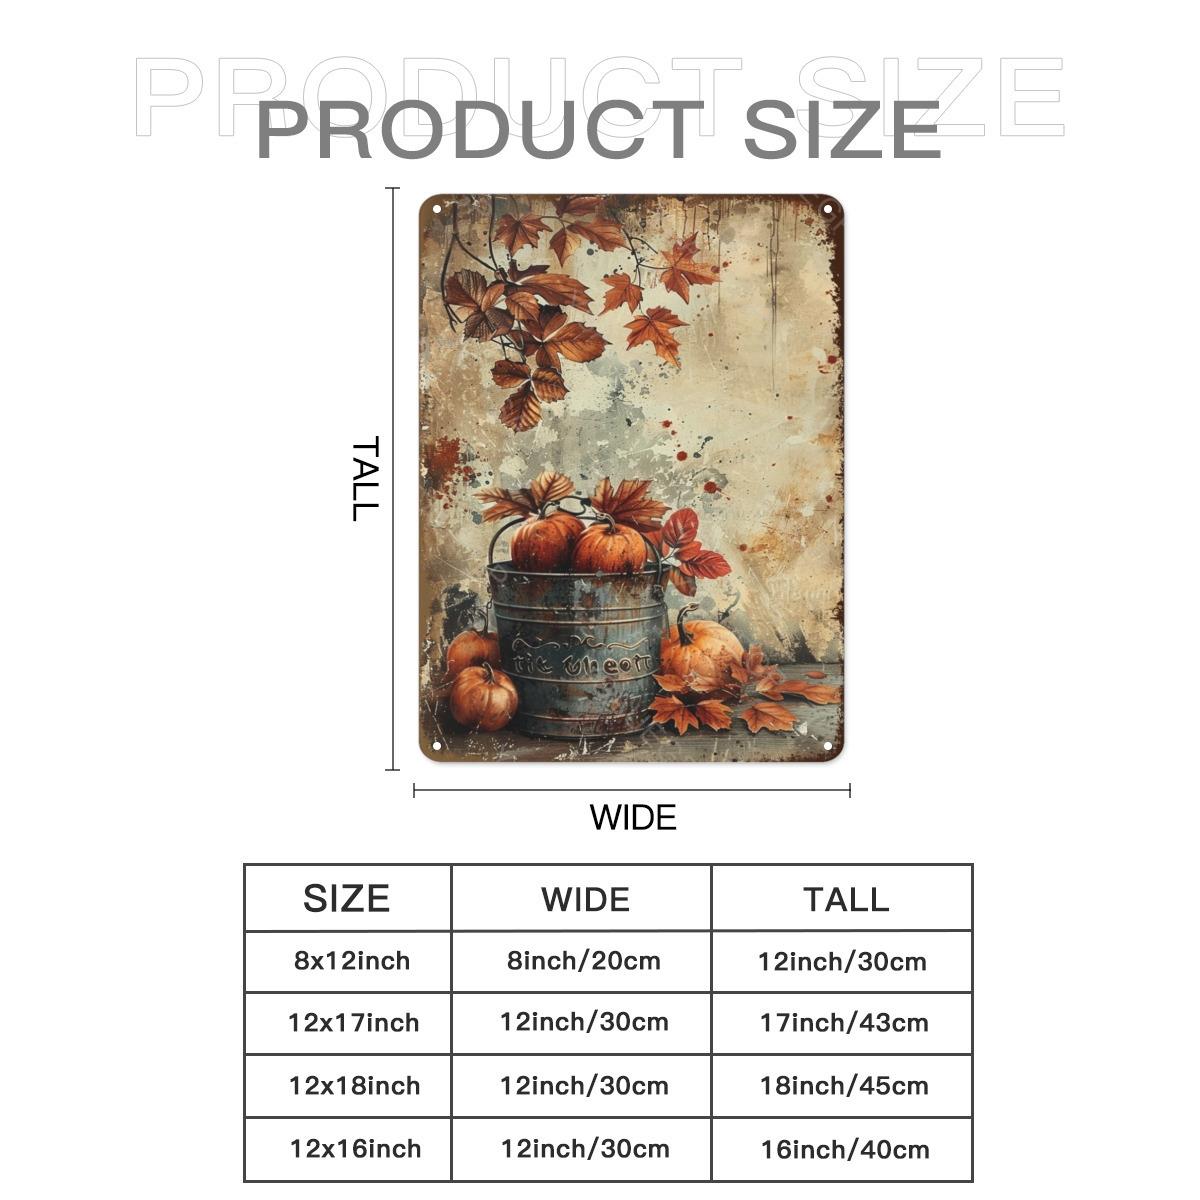 PRODUCT SIZE
PRODUCT SIZE
TALL
WIDE
SIZE WIDE TALL
8x12inch 8inch/20cm 12inch/30cm
12x17inch 12inch/30cm 17inch/43cm
12x18inch 12inch/30cm 18inch/45cm
12x16inch 12inch/30cm 16inch/40cm